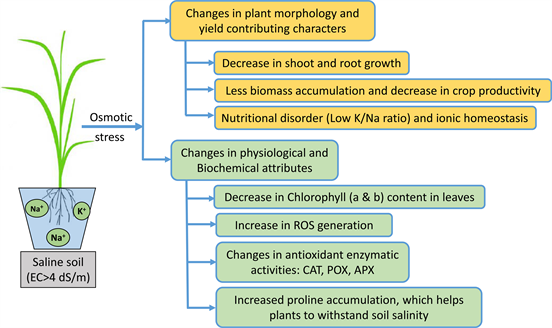 Changes in plant morphology and
yield contributing characters
Decrease in shoot and root growth
Less biomass accumulation and decrease in crop productivity
Nutritional disorder (Low K/Na ratio) and ionic homeostasis
Osmotic
stress
Changes in physiological and
Biochemical attributes
Decrease in Chlorophyll (a & b) content in leaves
Increase in ROS generation
Changes in antioxidant enzymatic
activities: CAT, POX, APX
Increased proline accumulation, which helps
plants to withstand soil salinity
Na⁺
K⁺
Na⁺
Saline soil
(EC>4 dS/m)